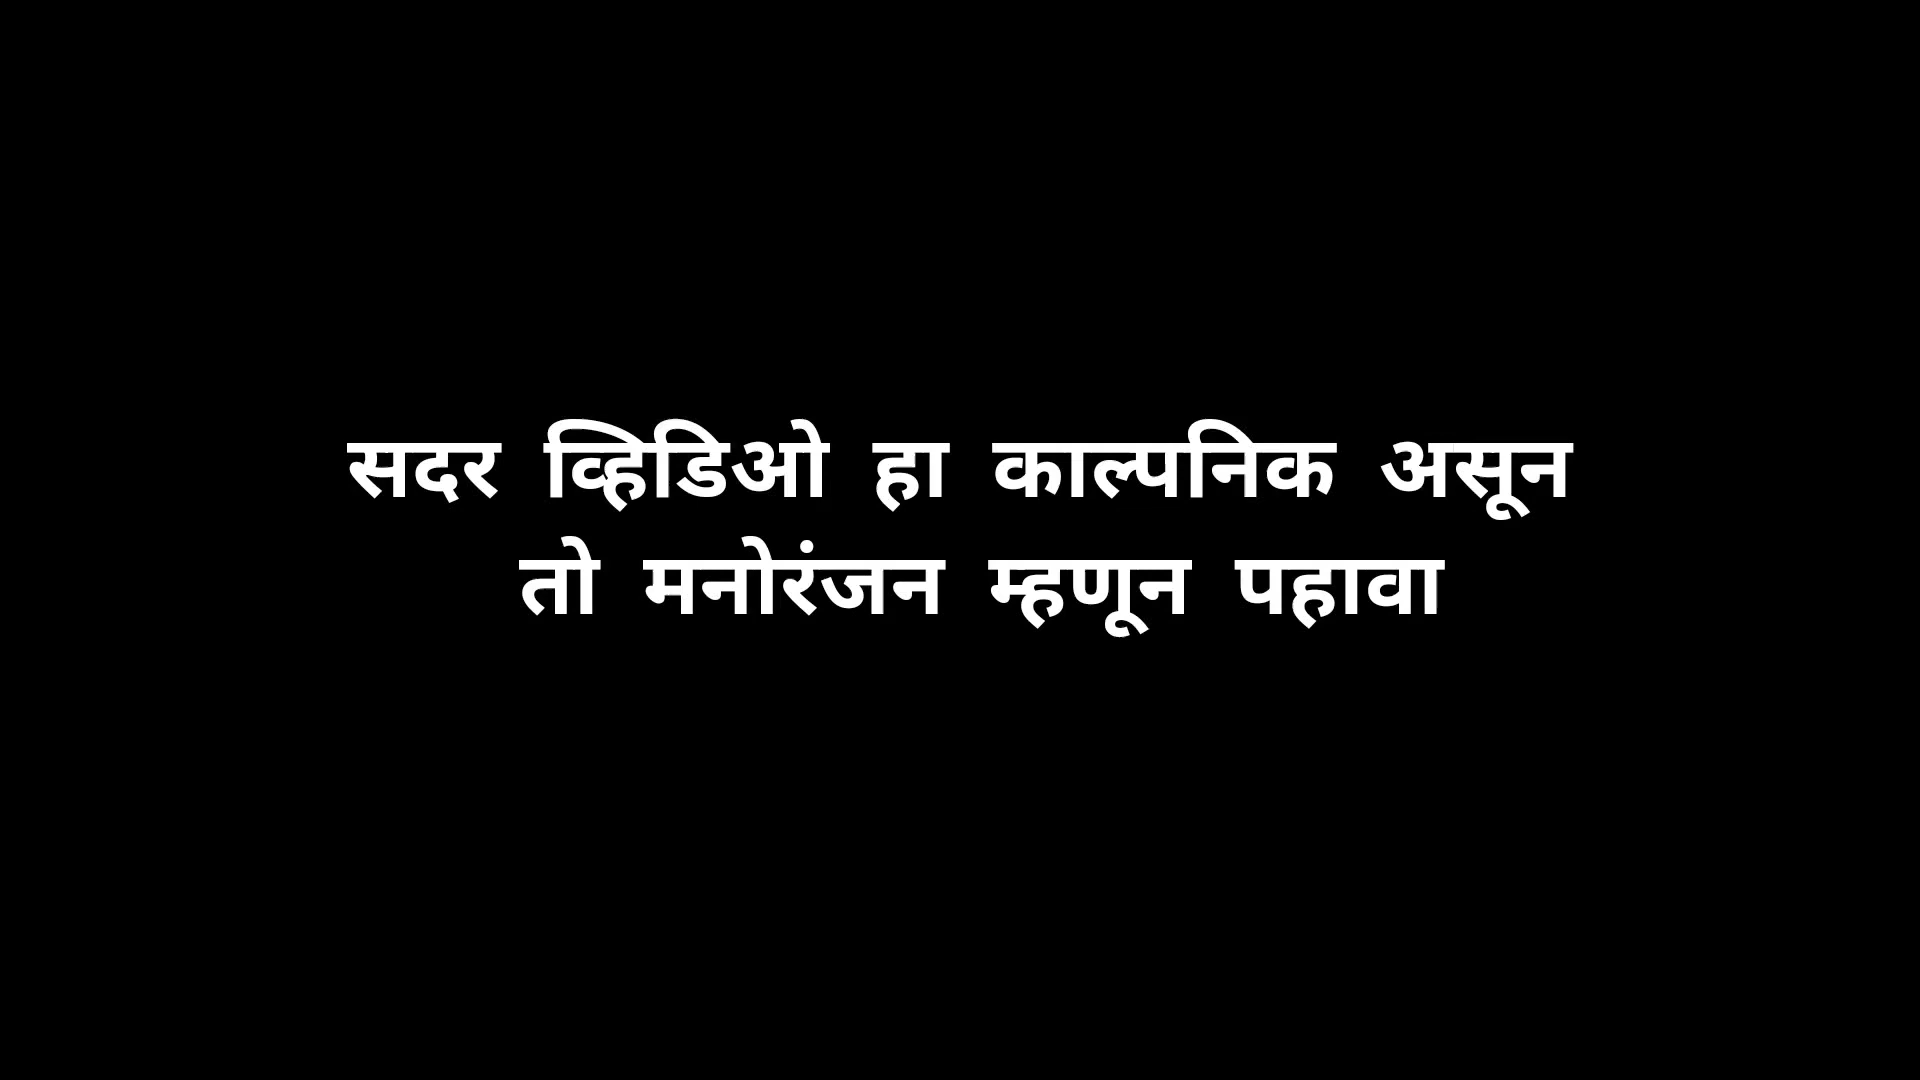 सदर व्हिडिओ हा काल्पनिक असून
तो मनोरंजन म्हणून पहावा